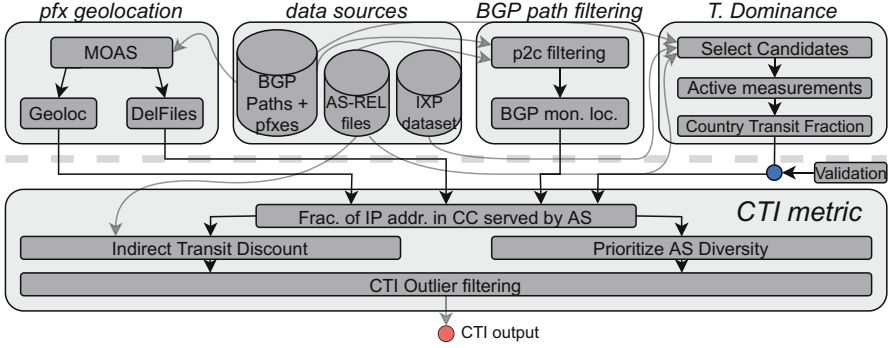 pfx geolocation
data sources
BGP path filtering
T. Dominance
MOAS
Geoloc
DelFiles
BGP
Paths +
pfxes
AS-REL
files
IXP
dataset
p2c filtering
BGP mon. loc.
Select Candidates
Active measurements
Country Transit Fraction
Validation
CTI metric
Frac. of IP addr. in CC served by AS
Indirect Transit Discount
Prioritize AS Diversity
CTI Outlier filtering
CTI output